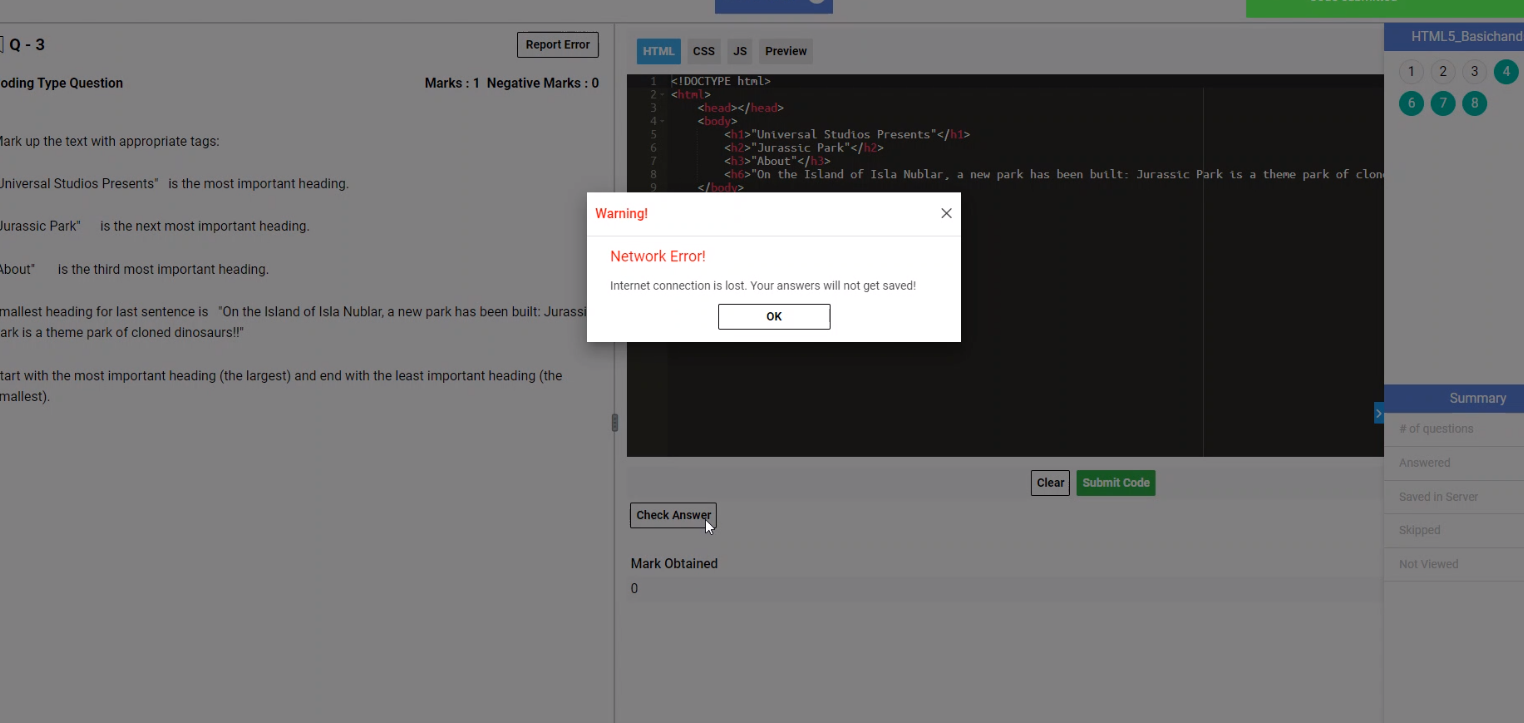 Q - 3
Report Error
oding Type Question
Marks : 1 Negative Marks : 0
ark up the text with appropriate tags:
Universal Studios Presents" is the most important heading.
urassic Park" is the next most important heading.
About" is the third most important heading.
mallest heading for last sentence is "On the Island of Isla Nublar, a new park has been built: Jurassi
ark is a theme park of cloned dinosaurs!!"
tart with the most important heading (the largest) and end with the least important heading (the
mallest).
HTML CSS JS Preview
1 <!DOCTYPE html>
2 <html>
3 <head></head>
4 <body>
5 <h1>"Universal Studios Presents"</h1>
6 <h2>"Jurassic Park"</h2>
7 <h3>"About"</h3>
8 <h6>"On the Island of Isla Nublar, a new park has been built: Jurassic Park is a theme park of clon
9 </body>
Warning!
Network Error!
Internet connection is lost. Your answers will not get saved!
OK
Clear Submit Code
Check Answer
Mark Obtained
0
HTML5_Basichand
1 2 3 4
6 7 8
Summary
# of questions
Answered
Saved in Server
Skipped
Not Viewed